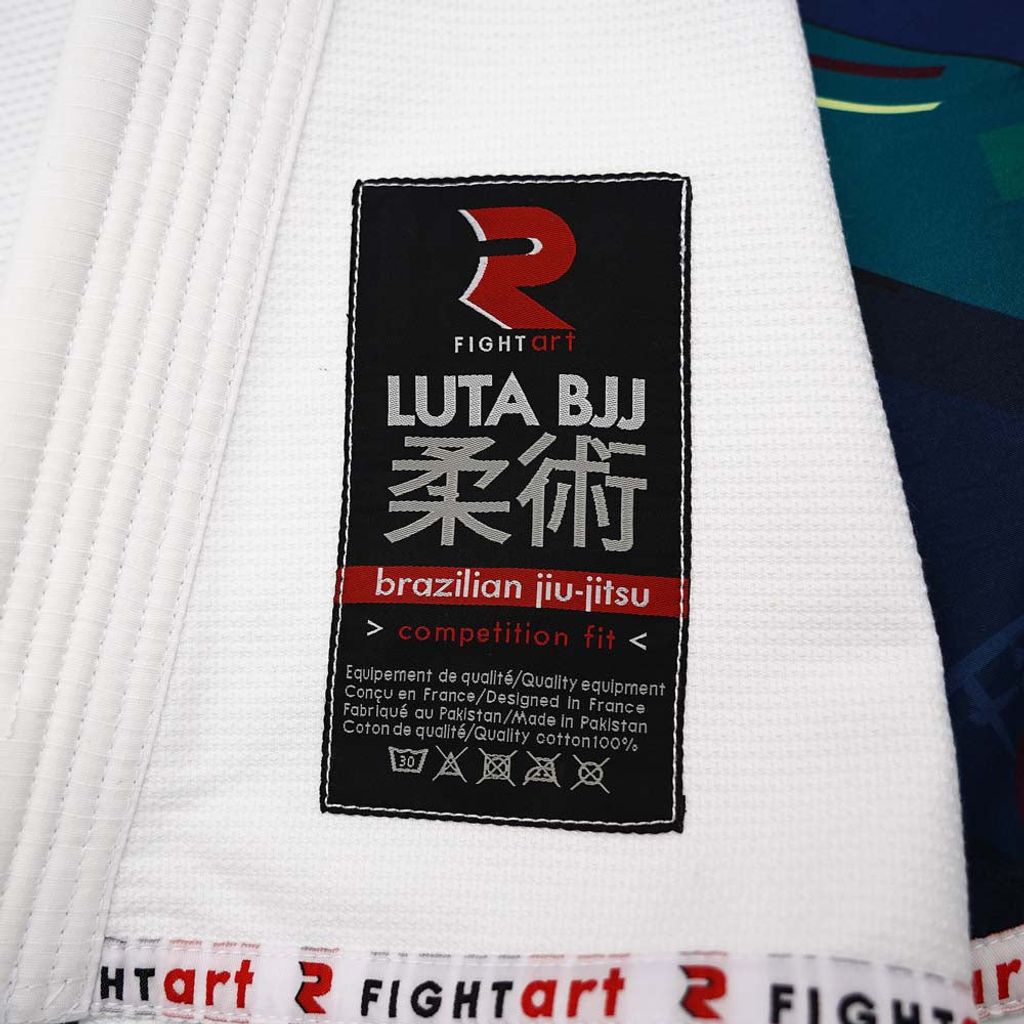 FIGHTart
LUTA BJJ
柔術
brazilian jiu-jitsu
> competition fit <
Equipement de qualité/Quality equipment
Conçu en France/Designed in France
Fabriqué au Pakistan/Made in Pakistan
Coton de qualité/Quality cotton100%
30
HTart FIGHTart FIGHT